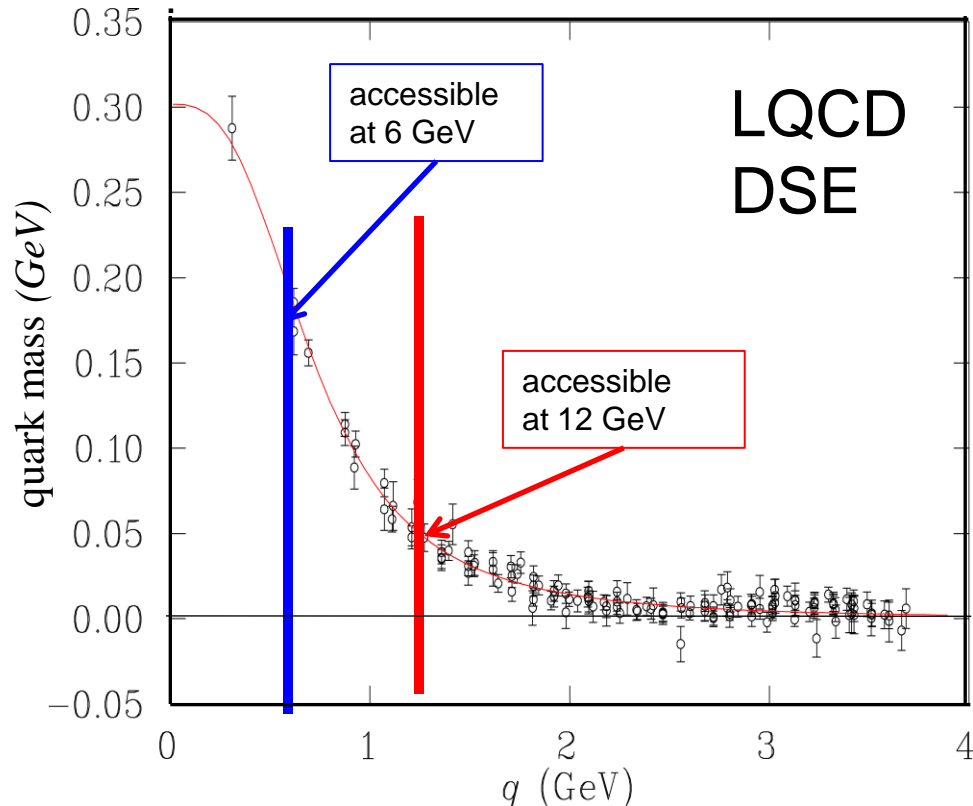 0.35
0.30
0.25
0.20
0.15
0.10
0.05
0.00
−0.05
quark mass (GeV)
accessible
at 6 GeV
LQCD
DSE
accessible
at 12 GeV
0 1 2 3 4
q (GeV)